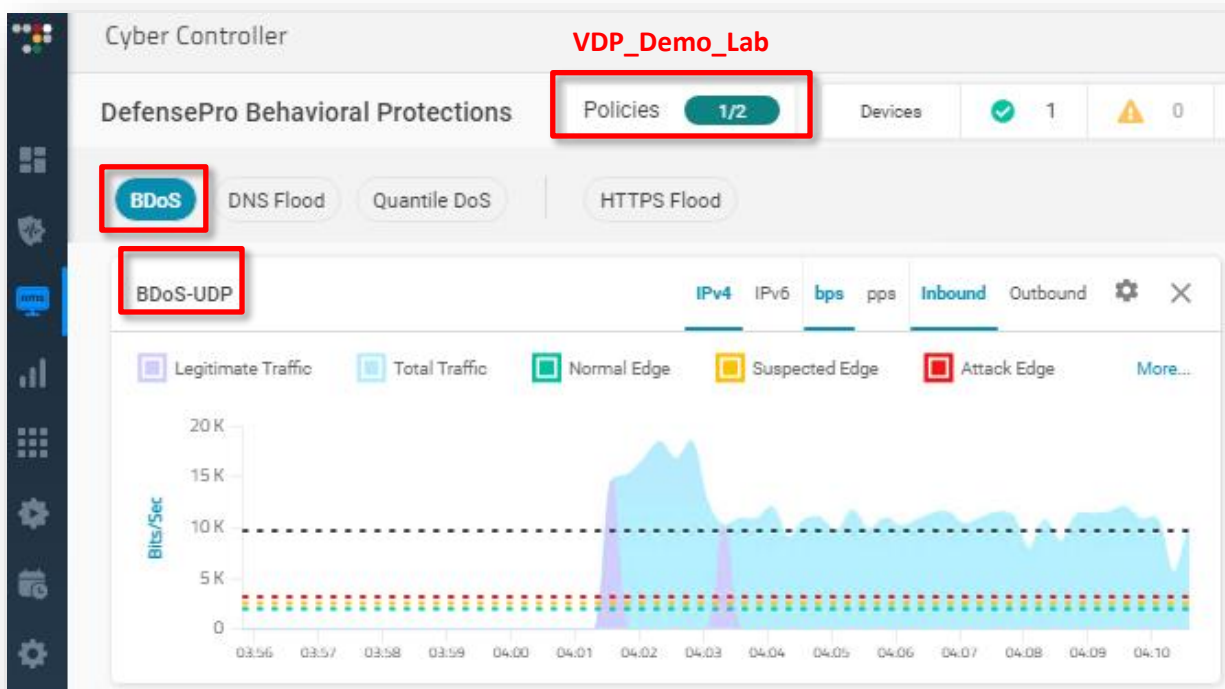 Cyber Controller
VDP_Demo_Lab
DefensePro Behavioral Protections Policies 1/2 Devices 1 0
BDoS DNS Flood Quantile DoS HTTPS Flood
BDoS-UDP IPv4 IPv6 bps pps Inbound Outbound
Legitimate Traffic Total Traffic Normal Edge Suspected Edge Attack Edge More...
20 K
15 K
10 K
5 K
0
Bits/Sec
03:56 03:57 03:58 03:59 04:00 04:01 04:02 04:03 04:04 04:05 04:06 04:07 04:08 04:09 04:10